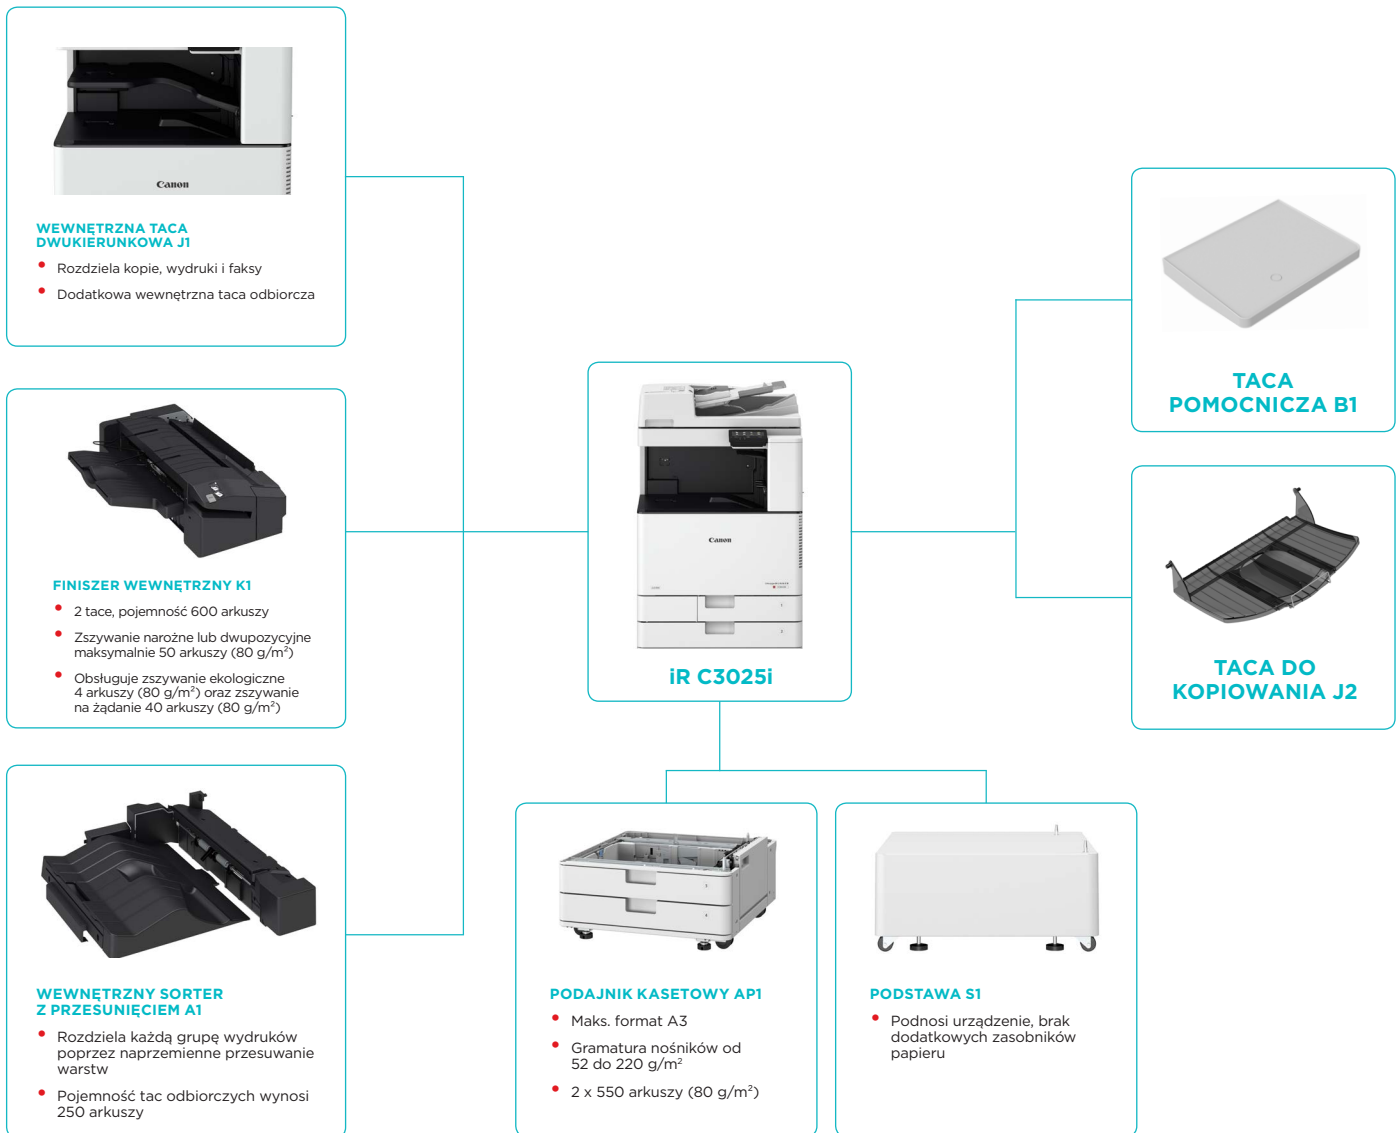 Canon
WEWNĘTRZNA TACA
DWUKIERUNKOWA J1
• Rozdziela kopie, wydruki i faksy
• Dodatkowa wewnętrzna taca odbiorcza
FINISZER WEWNĘTRZNY K1
• 2 tace, pojemność 600 arkuszy
• Zszywanie narożne lub dwupozycyjne
maksymalnie 50 arkuszy (80 g/m²)
• Obsługuje zszywanie ekologiczne
4 arkuszy (80 g/m²) oraz zszywanie
na żądanie 40 arkuszy (80 g/m²)
WEWNĘTRZNY SORTER
Z PRZESUNIĘCIEM A1
• Rozdziela każdą grupę wydruków
poprzez naprzemienne przesuwanie
warstw
• Pojemność tac odbiorczych wynosi
250 arkuszy
Canon
1
2
iR C3025i
PODAJNIK KASETOWY AP1
• Maks. format A3
• Gramatura nośników od
52 do 220 g/m²
• 2 x 550 arkuszy (80 g/m²)
PODSTAWA S1
• Podnosi urządzenie, brak
dodatkowych zasobników
papieru
TACA
POMOCNICZA B1
TACA DO
KOPIOWANIA J2